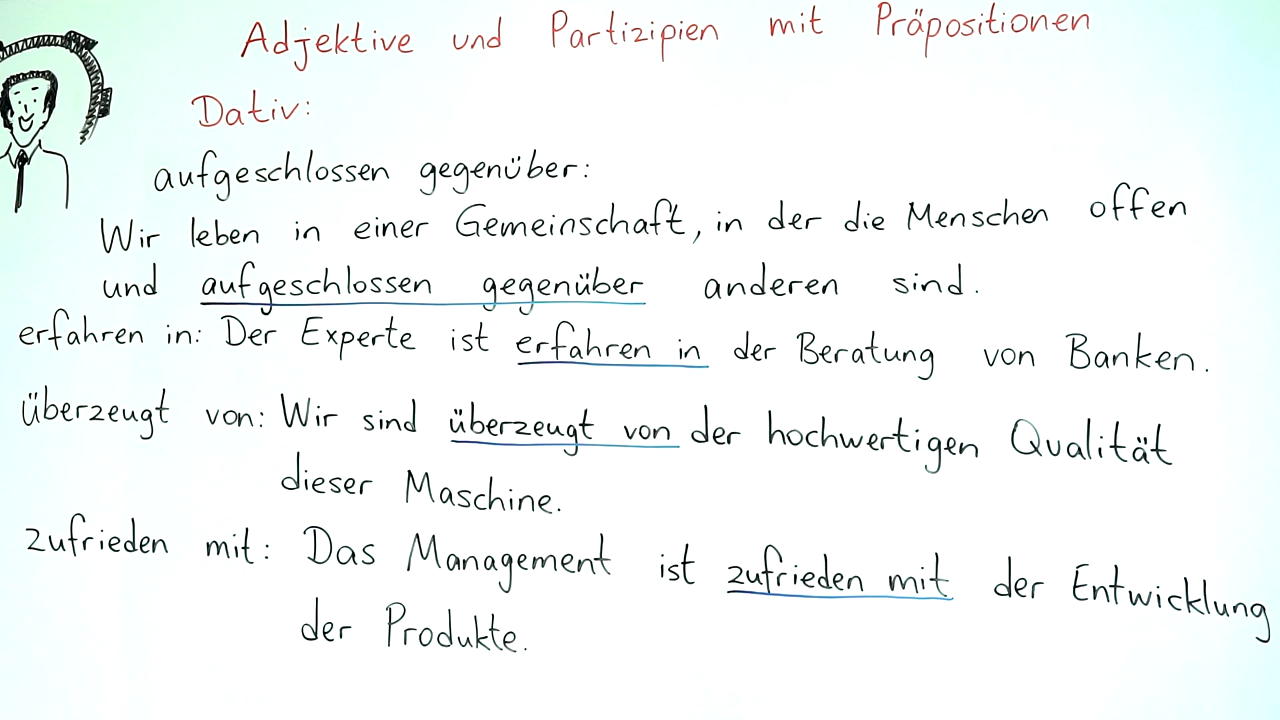 Adjektive und Partizipien mit Präpositionen
Dativ:
aufgeschlossen gegenüber:
Wir leben in einer Gemeinschaft, in der die Menschen offen
und aufgeschlossen gegenüber anderen sind.
erfahren in: Der Experte ist erfahren in der Beratung von Banken.
überzeugt von: Wir sind überzeugt von der hochwertigen Qualität
dieser Maschine.
zufrieden mit: Das Management ist zufrieden mit der Entwicklung
der Produkte.